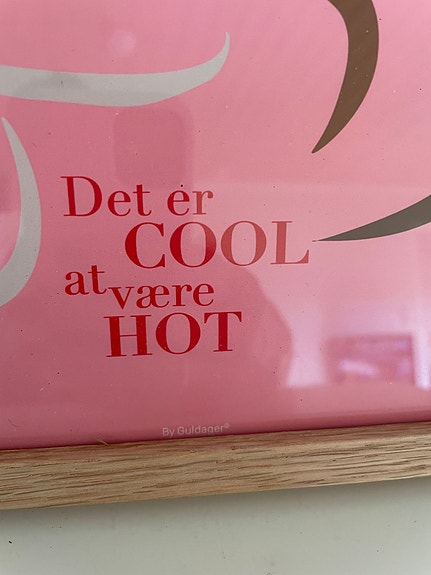 Det er
COOL
at være
HOT
By Guldager®